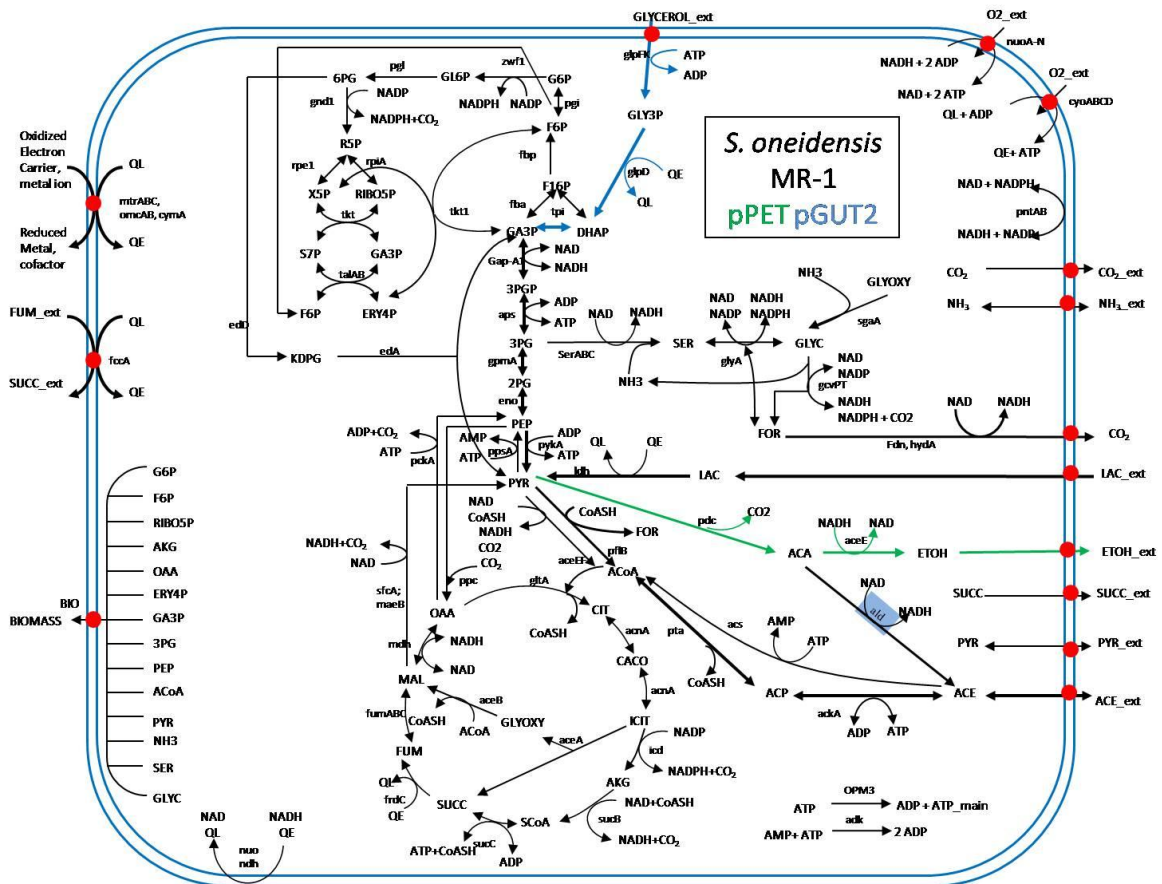 GLYCEROL_ext
glpFK
ATP
ADP
GLY3P
glpD
QE
QL
O2_ext
nuoA-N
NADH + 2 ADP
NAD + 2 ATP
O2_ext
cyoABCD
QL + ADP
QE+ ATP
S. oneidensis
MR-1
pPET pGUT2
NAD + NADPH
pntAB
NADH + NADP
zwf1
pgl
6PG
GL6P
G6P
NADP
NADPH
NADP
gnd1
NADPH+CO2
pgi
F6P
R5P
fbp
rpe1
rpiA
X5P
RIBO5P
F16P
tkt
tkt1
fba
tpi
GA3P
DHAP
S7P
GA3P
talAB
F6P
ERY4P
NAD
Gap-A1
NADH
3PGP
ADP
aps
ATP
3PG
gpmA
2PG
eno
PEP
edD
KDPG
edA
Oxidized
Electron
Carrier,
metal ion
QL
mtrABC,
omcAB, cymA
Reduced
Metal,
cofactor
QE
FUM_ext
QL
fccA
SUCC_ext
QE
NAD
NADH
SerABC
SER
NH3
NAD
NADP
NADH
NADPH
glyA
NH3
GLYOXY
sgaA
GLYC
NAD
NADP
gcvPT
NADH
NADPH + CO2
FOR
NAD
NADH
Fdn, hydA
CO2
CO2
CO2_ext
NH3
NH3_ext
ADP+CO2
ATP
pckA
AMP
ATP
ppsA
pykA
ADP
ATP
QL
QE
ldh
LAC
LAC_ext
PYR
NAD
CoASH
NADH
CO2
CO2
aceEF
CoASH
FOR
pflB
pdc
CO2
ACA
NADH
NAD
aceE
ETOH
ETOH_ext
NADH+CO2
NAD
sfcA;
maeB
ppc
OAA
gltA
ACoA
CIT
CoASH
acnA
CACO
acnA
ICIT
NADP
icd
NADPH+CO2
AKG
NAD+CoASH
sucB
NADH+CO2
SCoA
sucC
ATP+CoASH
ADP
SUCC
frdC
QL
QE
FUM
fumABC
MAL
mdh
NADH
NAD
aceB
CoASH
ACoA
GLYOXY
aceA
pta
CoASH
acs
AMP
ATP
NAD
ald
NADH
ACP
ACE
ackA
ADP
ATP
SUCC
SUCC_ext
PYR
PYR_ext
ACE_ext
G6P
F6P
RIBO5P
AKG
OAA
ERY4P
BIO
BIOMASS
GA3P
3PG
PEP
ACoA
PYR
NH3
SER
GLYC
NAD
QL
NADH
QE
nuo
ndh
ATP
OPM3
ADP + ATP_main
AMP+ ATP
adk
2 ADP